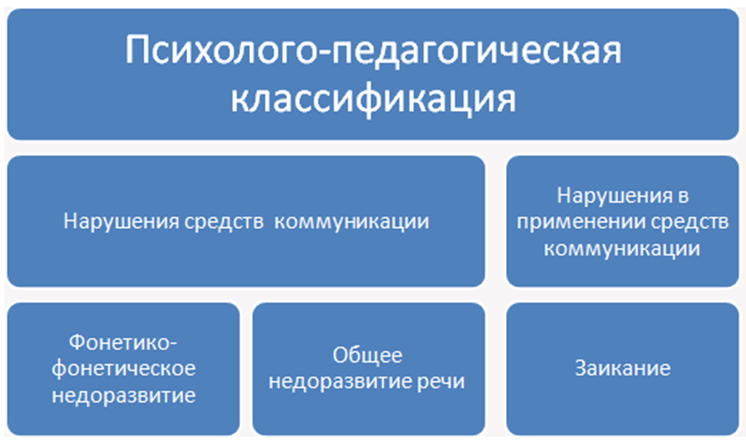 Психолого-педагогическая
классификация
Нарушения средств коммуникации
Нарушения в
применении средств
коммуникации
Фонетико-
фонетическое
недоразвитие
Общее
недоразвитие речи
Заикание